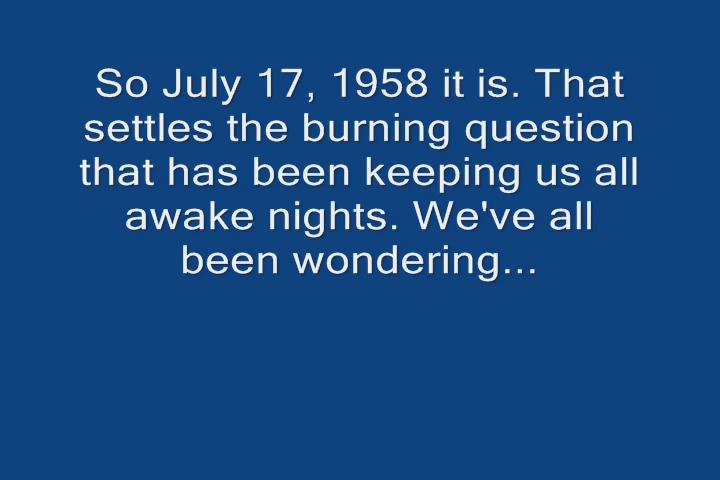 So July 17, 1958 it is. That
settles the burning question
that has been keeping us all
awake nights. We've all
been wondering...